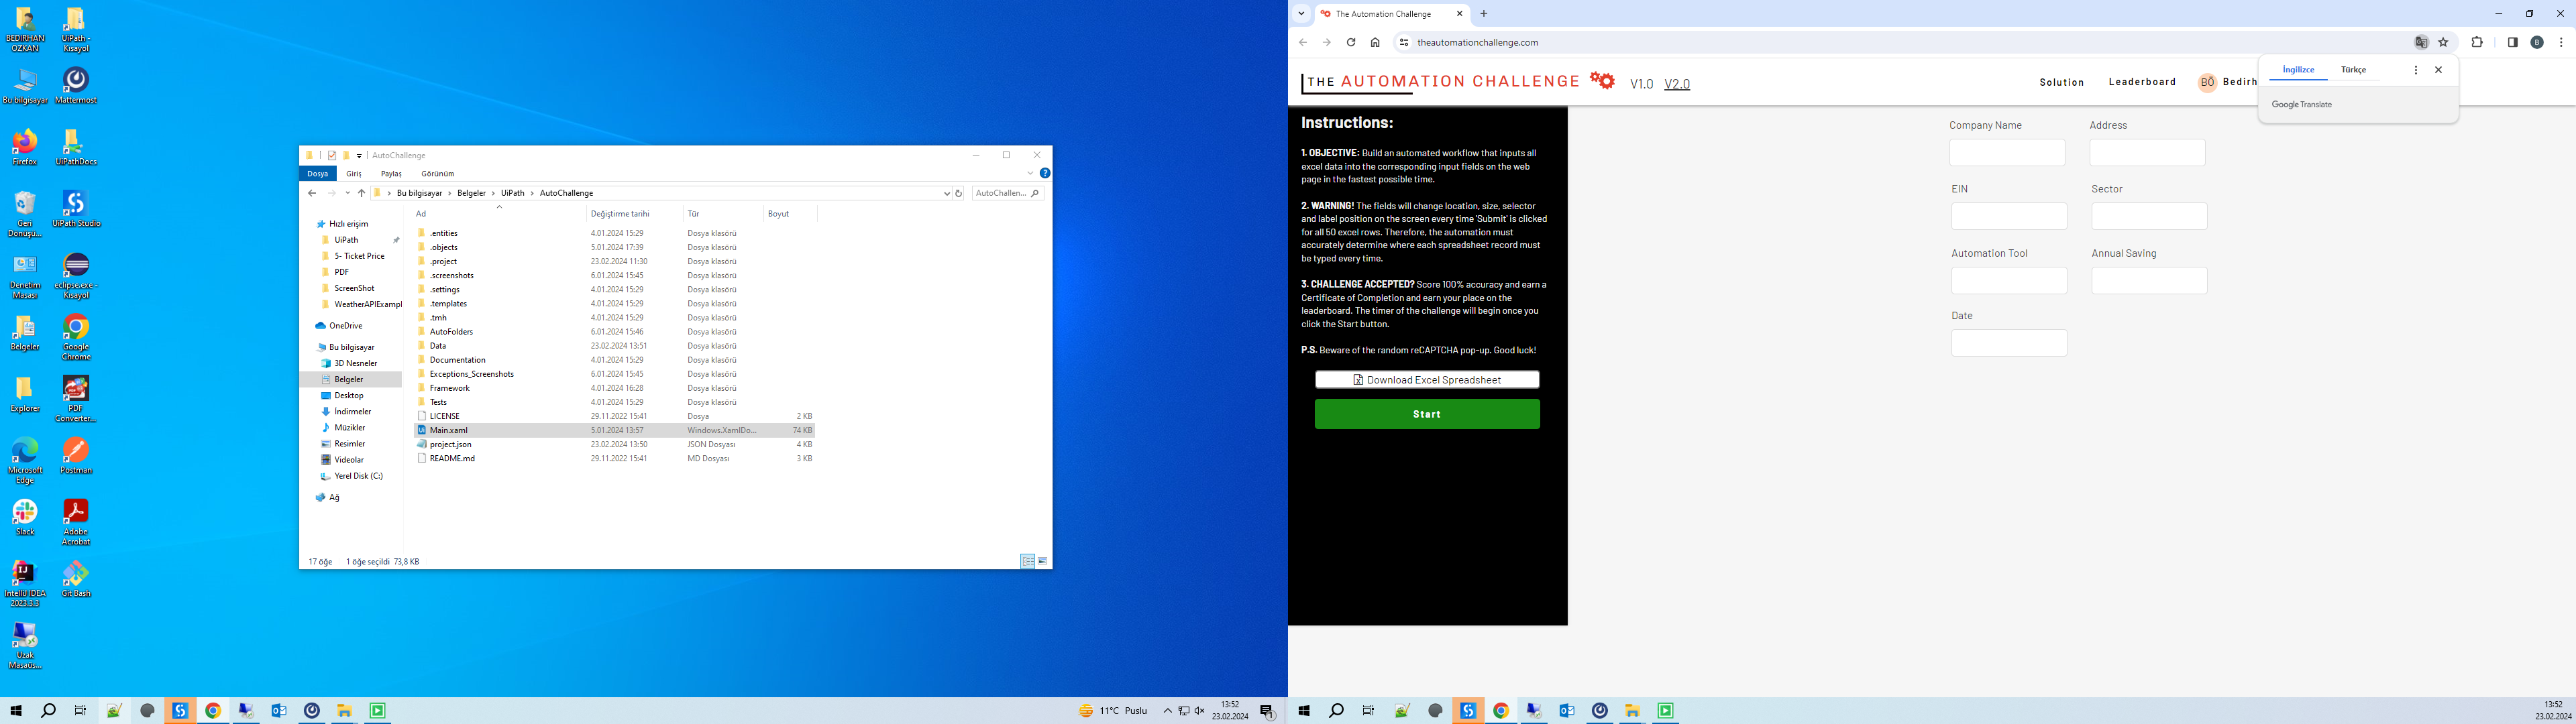 BEDİRHAN ÖZKAN
UiPath - Kısayol
Bu bilgisayar
Mattermost
Firefox
UiPathDocs
Geri Dönüşü...
UiPath Studio
Denetim Masası
eclipse.exe - Kısayol
Belgeler
Google Chrome
Explorer
PDF Converter...
Microsoft Edge
Postman
Slack
Adobe Acrobat
IntelliJ IDEA 2023.3.3
Git Bash
Uzak Masaüs...
AutoChallenge
Dosya Giriş Paylaş Görünüm
Bu bilgisayar > Belgeler > UiPath > AutoChallenge
AutoChallen...
Hızlı erişim
UiPath
5- Ticket Price
PDF
ScreenShot
WeatherAPIExampl
OneDrive
Bu bilgisayar
3D Nesneler
Belgeler
Desktop
İndirmeler
Müzikler
Resimler
Videolar
Yerel Disk (C:)
Ağ
Ad Değiştirme tarihi Tür Boyut
.entities 4.01.2024 15:29 Dosya klasörü
.objects 5.01.2024 17:39 Dosya klasörü
.project 23.02.2024 11:30 Dosya klasörü
.screenshots 6.01.2024 15:45 Dosya klasörü
.settings 4.01.2024 15:29 Dosya klasörü
.templates 4.01.2024 15:29 Dosya klasörü
.tmh 4.01.2024 15:29 Dosya klasörü
AutoFolders 6.01.2024 15:46 Dosya klasörü
Data 23.02.2024 13:51 Dosya klasörü
Documentation 4.01.2024 15:29 Dosya klasörü
Exceptions_Screenshots 6.01.2024 15:45 Dosya klasörü
Framework 4.01.2024 16:28 Dosya klasörü
Tests 4.01.2024 15:29 Dosya klasörü
LICENSE 29.11.2022 15:41 Dosya 2 KB
Main.xaml 5.01.2024 13:57 Windows.XamlDo... 74 KB
project.json 23.02.2024 13:50 JSON Dosyası 4 KB
README.md 29.11.2022 15:41 MD Dosyası 3 KB
17 öğe 1 öğe seçildi 73,8 KB
11°C Puslu
13:52
23.02.2024
1
The Automation Challenge
theautomationchallenge.com
B
THE AUTOMATION CHALLENGE V1.0 V2.0
Solution Leaderboard BÖ Bedirh
İngilizce Türkçe
Google Translate
Instructions:
1. OBJECTIVE: Build an automated workflow that inputs all
excel data into the corresponding input fields on the web
page in the fastest possible time.
2. WARNING! The fields will change location, size, selector
and label position on the screen every time 'Submit' is clicked
for all 50 excel rows. Therefore, the automation must
accurately determine where each spreadsheet record must
be typed every time.
3. CHALLENGE ACCEPTED? Score 100% accuracy and earn a
Certificate of Completion and earn your place on the
leaderboard. The timer of the challenge will begin once you
click the Start button.
P.S. Beware of the random reCAPTCHA pop-up. Good luck!
Download Excel Spreadsheet
Start
Company Name Address
EIN Sector
Automation Tool Annual Saving
Date
13:52
23.02.2024